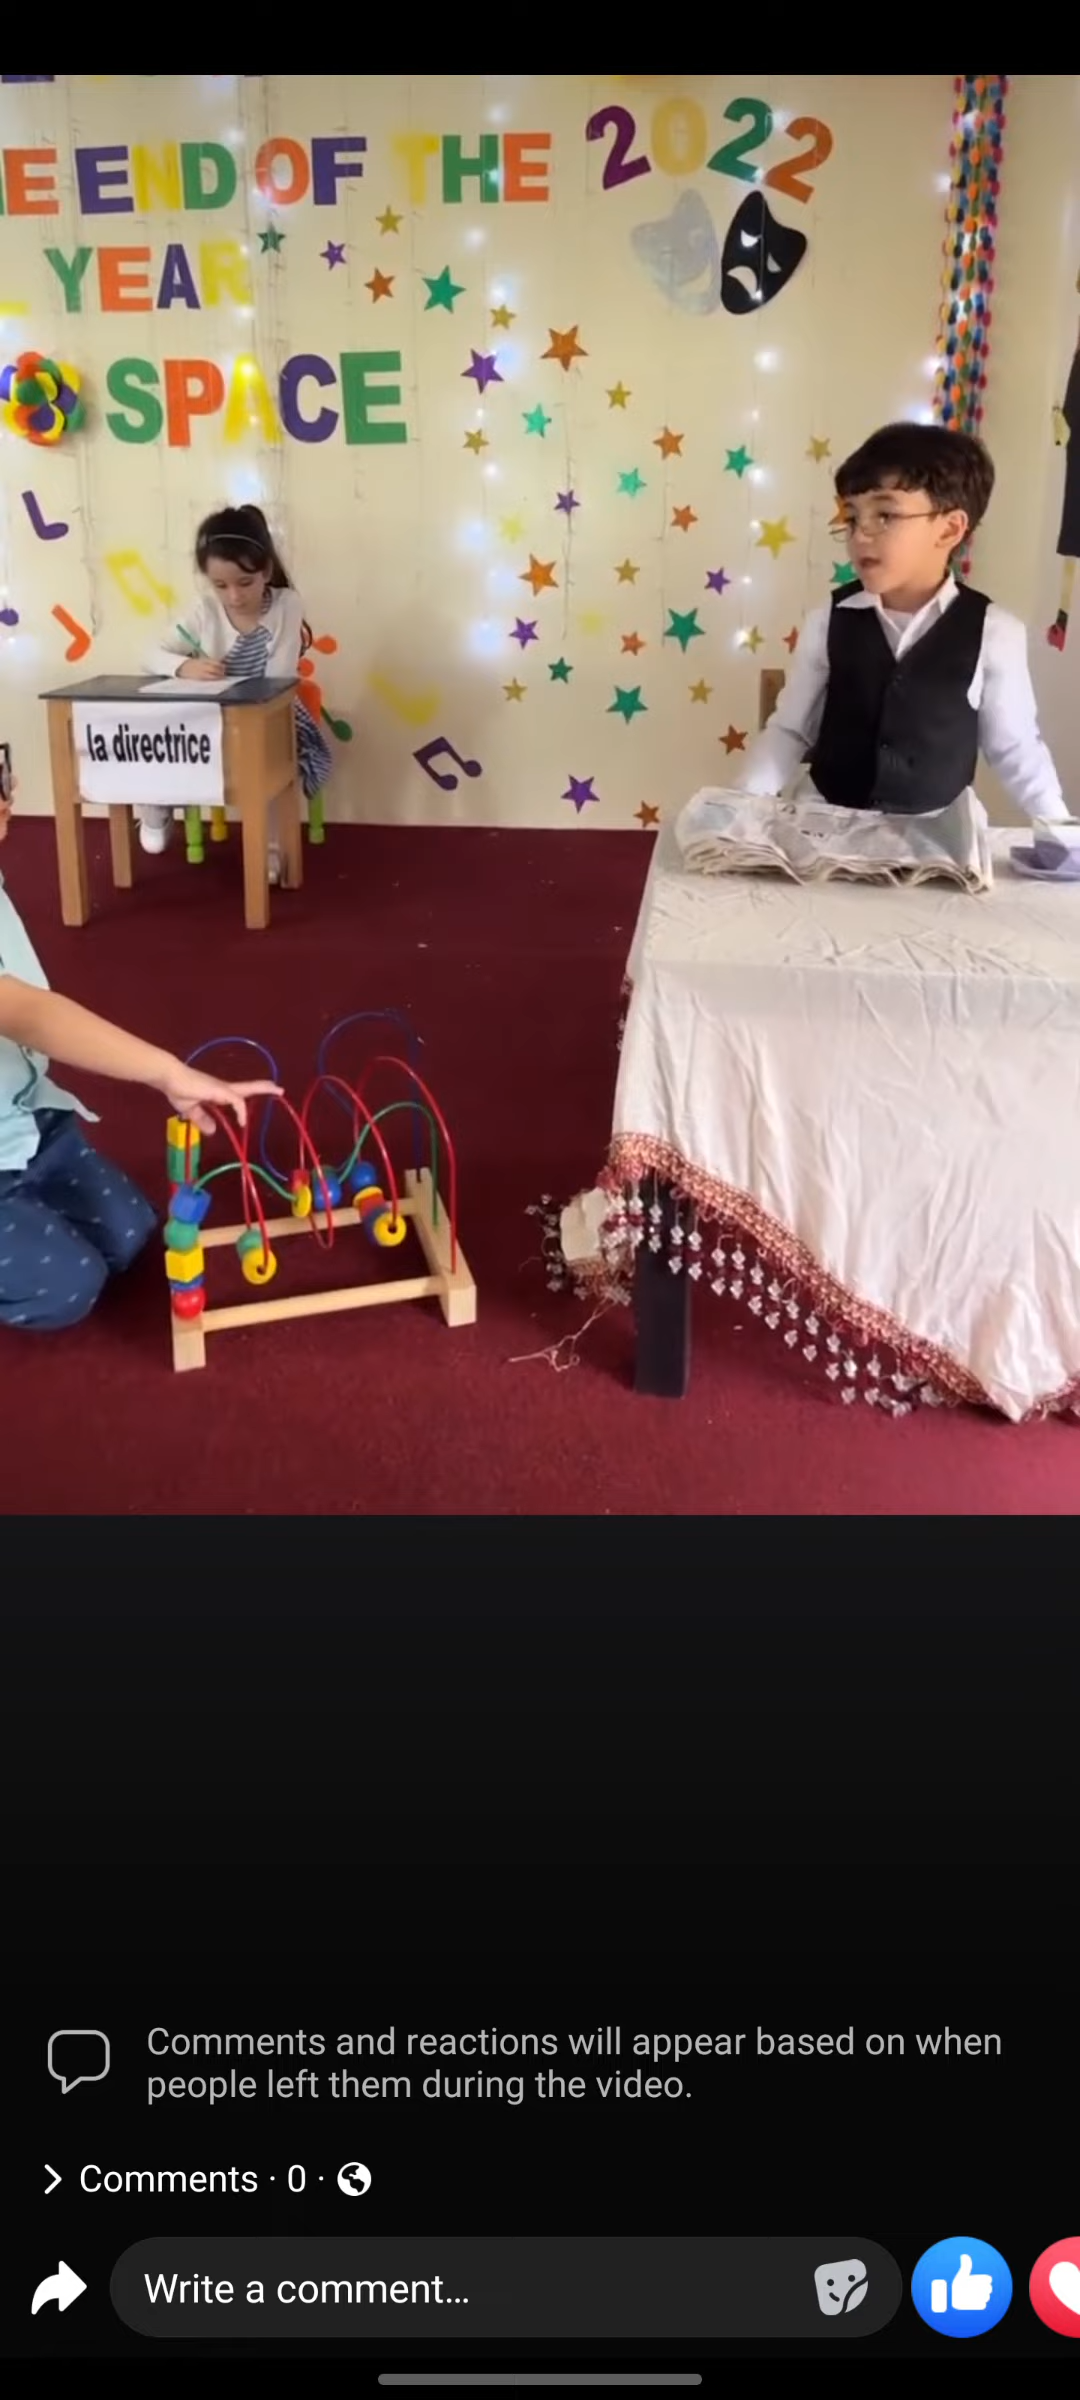 E END OF THE 2022
YEAR
SPACE
la directrice
Comments and reactions will appear based on when
people left them during the video.
Comments · 0 ·
Write a comment...